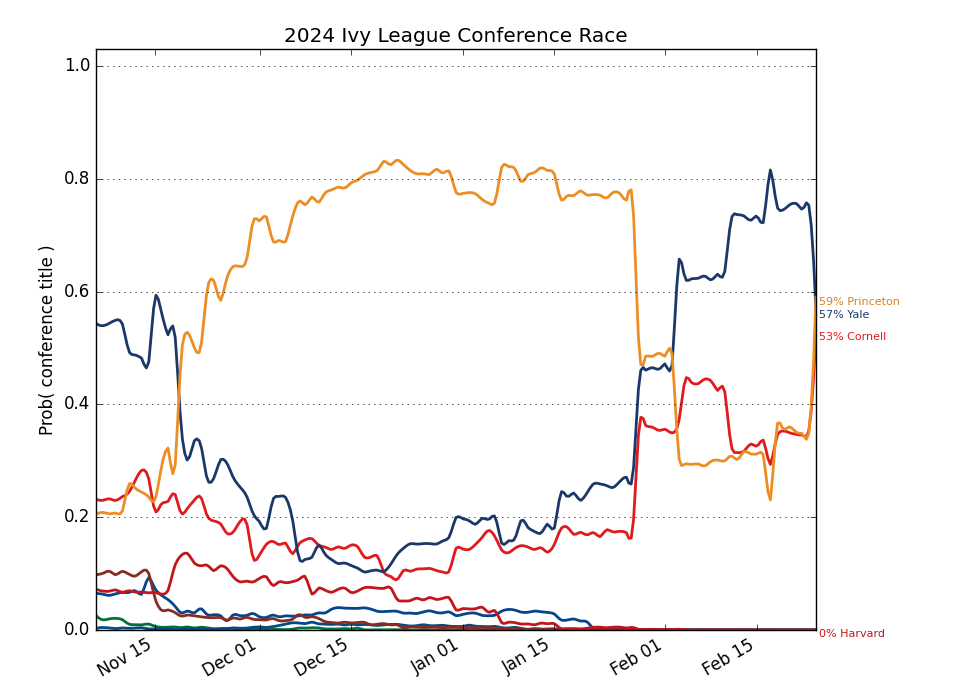 2024 Ivy League Conference Race
1.0
0.8
0.6
0.4
0.2
0.0
Prob( conference title )
59% Princeton
57% Yale
53% Cornell
0% Harvard
Nov 15
Dec 01
Dec 15
Jan 01
Jan 15
Feb 01
Feb 15